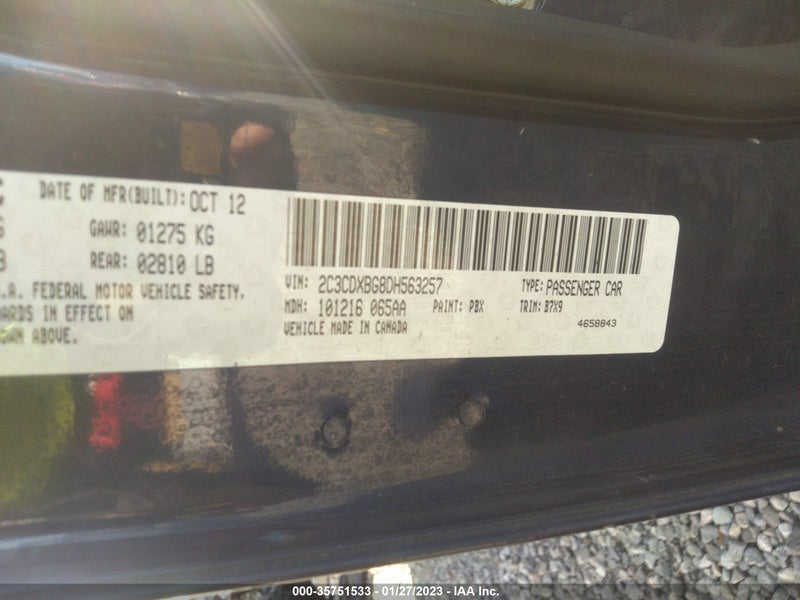 DATE OF MFR(BUILT): OCT 12
GAWR: 01275 KG
REAR: 02810 LB
.A. FEDERAL MOTOR VEHICLE SAFETY.
ARDS IN EFFECT ON
OWN ABOVE.
VIN: 2C3CDXBG8DH563257
TYPE: PASSENGER CAR
MDH: 101216 065AA
PAINT: PBX
TRIM: B7X9
VEHICLE MADE IN CANADA
4658843
000-35751533 - 01/27/2023 - IAA Inc.